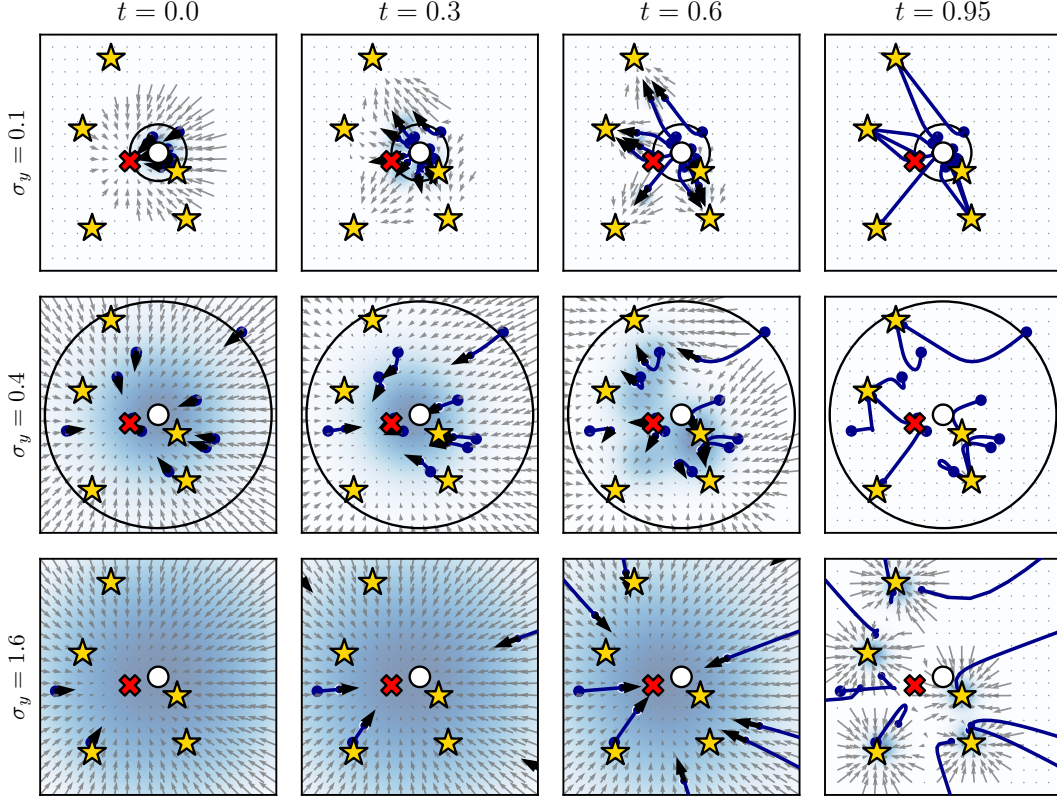 t = 0.0
t = 0.3
t = 0.6
t = 0.95
σ_y = 0.1
σ_y = 0.4
σ_y = 1.6